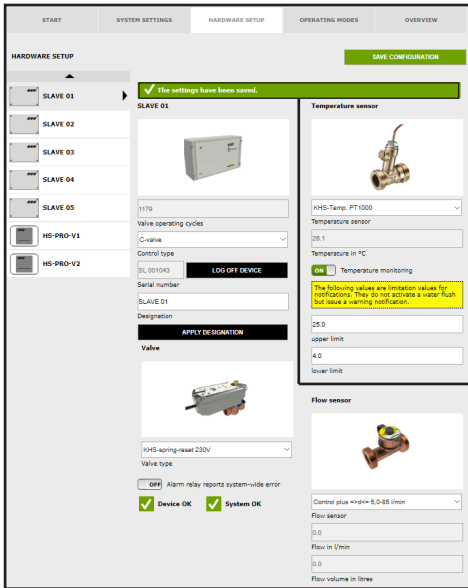 START
SYSTEM SETTINGS
HARDWARE SETUP
OPERATING MODES
OVERVIEW
HARDWARE SETUP
SAVE CONFIGURATION
SLAVE 01
SLAVE 02
SLAVE 03
SLAVE 04
SLAVE 05
HS-PRO-V1
HS-PRO-V2
The settings have been saved.
SLAVE 01
1179
Valve operating cycles
C-valve
Control type
SL 001043
LOG OFF DEVICE
Serial number
SLAVE 01
Designation
APPLY DESIGNATION
Valve
KHS-spring-reset 230V
Valve type
OFF Alarm relay reports system-wide error
Device OK
System OK
Temperature sensor
KHS-Temp. PT1000
Temperature sensor
26.1
Temperature in °C
ON Temperature monitoring
The following values are limitation values for
notifications. They do not activate a water flush
but issue a warning notification.
25.0
upper limit
4.0
lower limit
Flow sensor
Control plus =>d<= 5,0-85 l/min
Flow sensor
0.0
Flow in l/min
0.0
Flow volume in litres